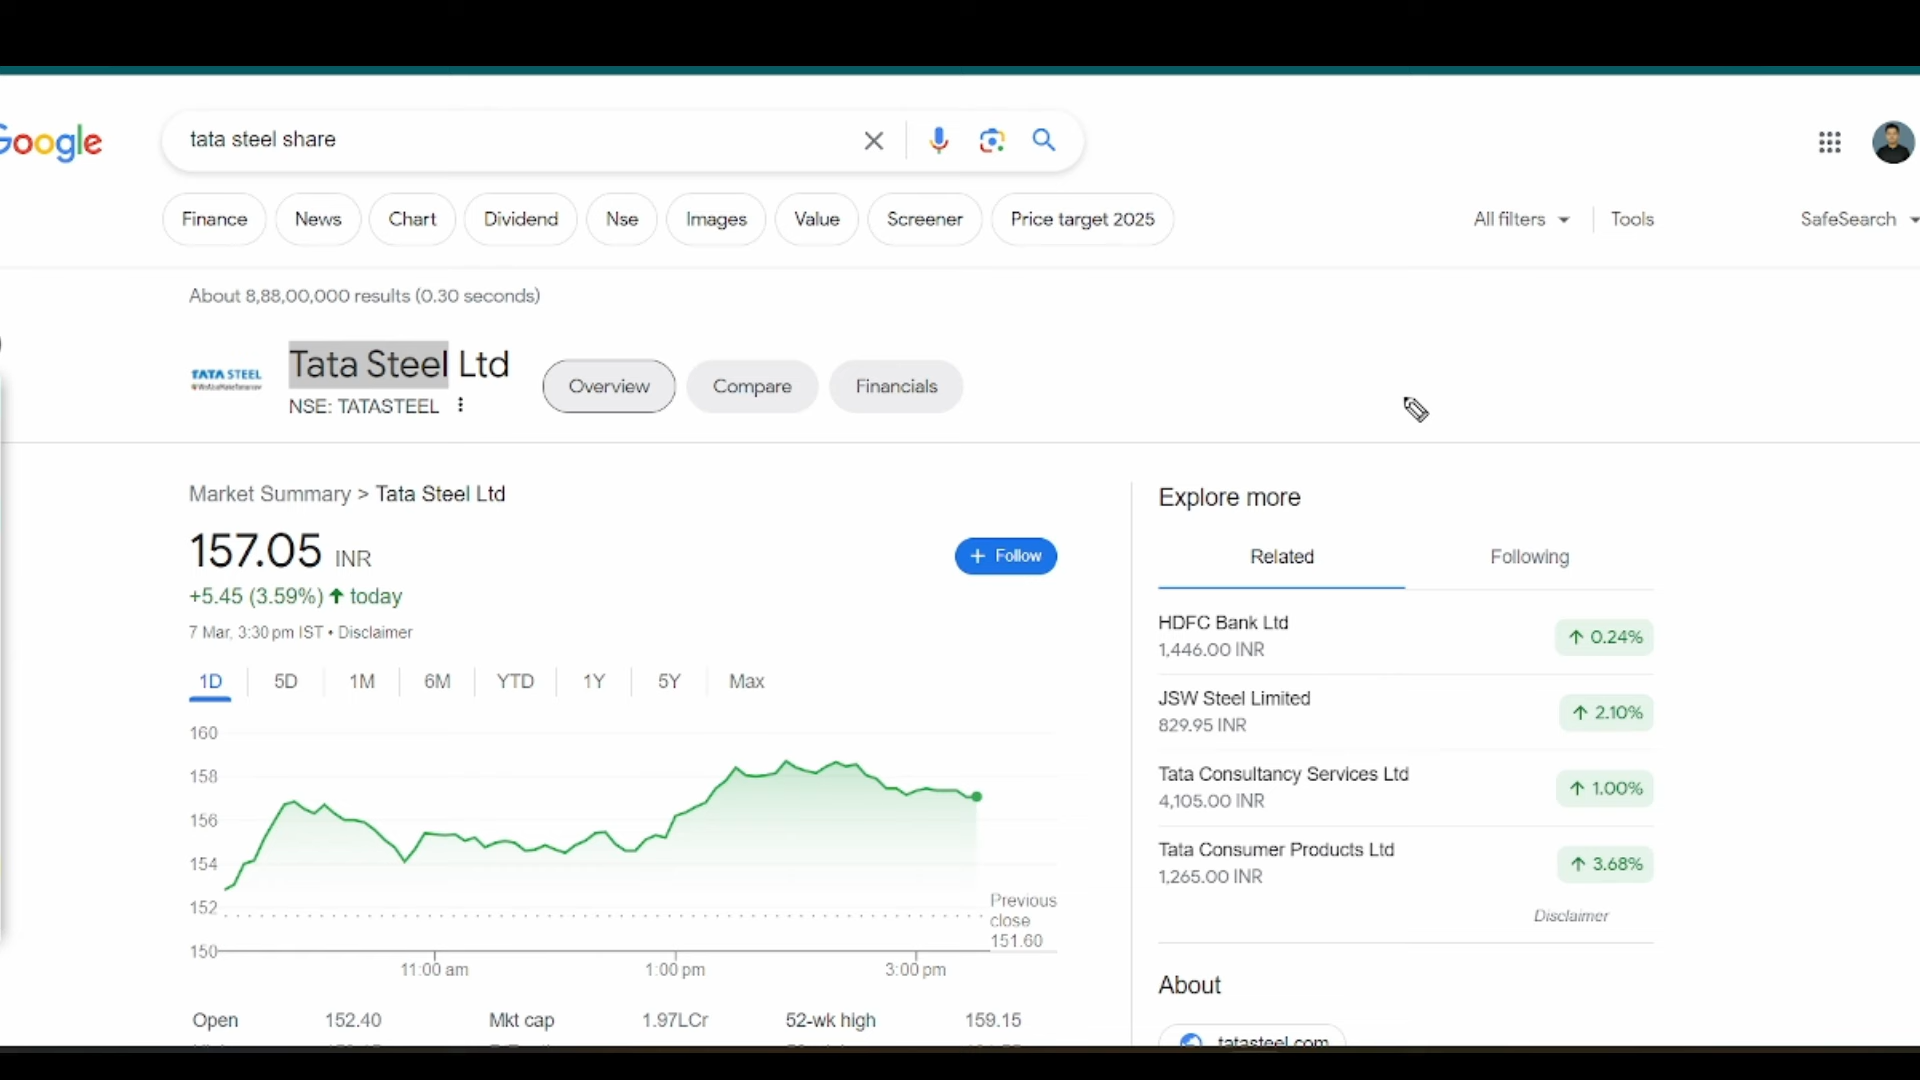 Google
tata steel share
Finance
News
Chart
Dividend
Nse
Images
Value
Screener
Price target 2025
All filters
Tools
SafeSearch
About 8,88,00,000 results (0.30 seconds)
TATA STEEL
Tata Steel Ltd
NSE: TATASTEEL
Overview
Compare
Financials
Market Summary > Tata Steel Ltd
157.05 INR
+ Follow
+5.45 (3.59%) ↑ today
7 Mar, 3:30 pm IST • Disclaimer
1D
5D
1M
6M
YTD
1Y
5Y
Max
160
158
156
154
152
150
Previous
close
151.60
11:00 am
1:00 pm
3:00 pm
Open 152.40
Mkt cap 1.97LCr
52-wk high 159.15
Explore more
Related
Following
HDFC Bank Ltd
1,446.00 INR
↑ 0.24%
JSW Steel Limited
829.95 INR
↑ 2.10%
Tata Consultancy Services Ltd
4,105.00 INR
↑ 1.00%
Tata Consumer Products Ltd
1,265.00 INR
↑ 3.68%
Disclaimer
About
tatasteel.com